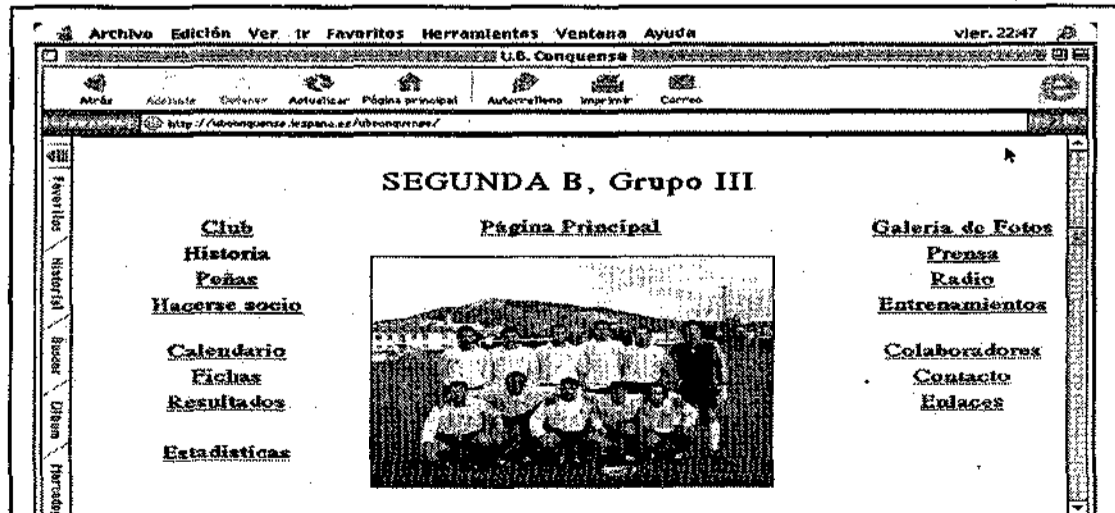 Archivo Edición Ver Ir Favoritos Herramientas Ventana Ayuda vier. 22:47
U.B. Conquense
Atrás Adelante Detener Actualizar Página principal Autorrelleno Imprimir Correo
Favoritos
Historial
Buscar
Álbum
SEGUNDA B, Grupo III
Club
Historia
Peñas
Hacerse socio
Calendario
Fichas
Resultados
Estadísticas
Página Principal
Galería de Fotos
Prensa
Radio
Entrenamientos
Colaboradores
Contacto
Enlaces